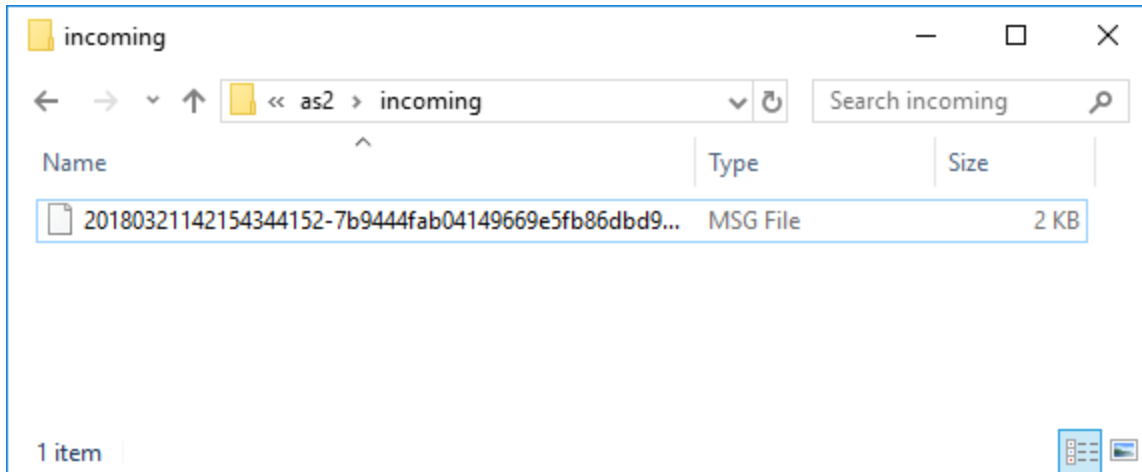 incoming
« as2 › incoming Search incoming
Name Type Size
20180321142154344152-7b9444fab04149669e5fb86dbd9... MSG File 2 KB
1 item